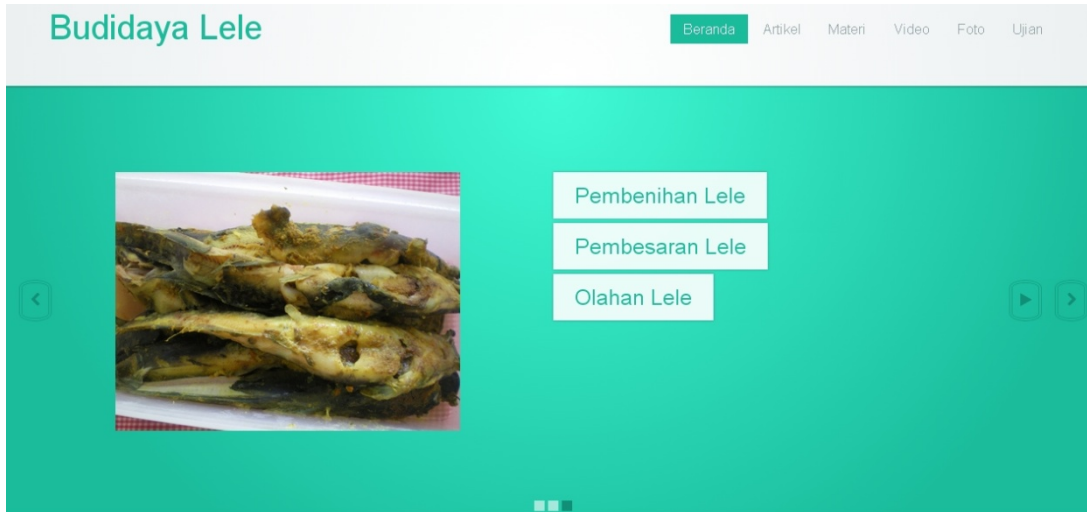 Budidaya Lele
Beranda Artikel Materi Video Foto Ujian
Pembenihan Lele
Pembesaran Lele
Olahan Lele